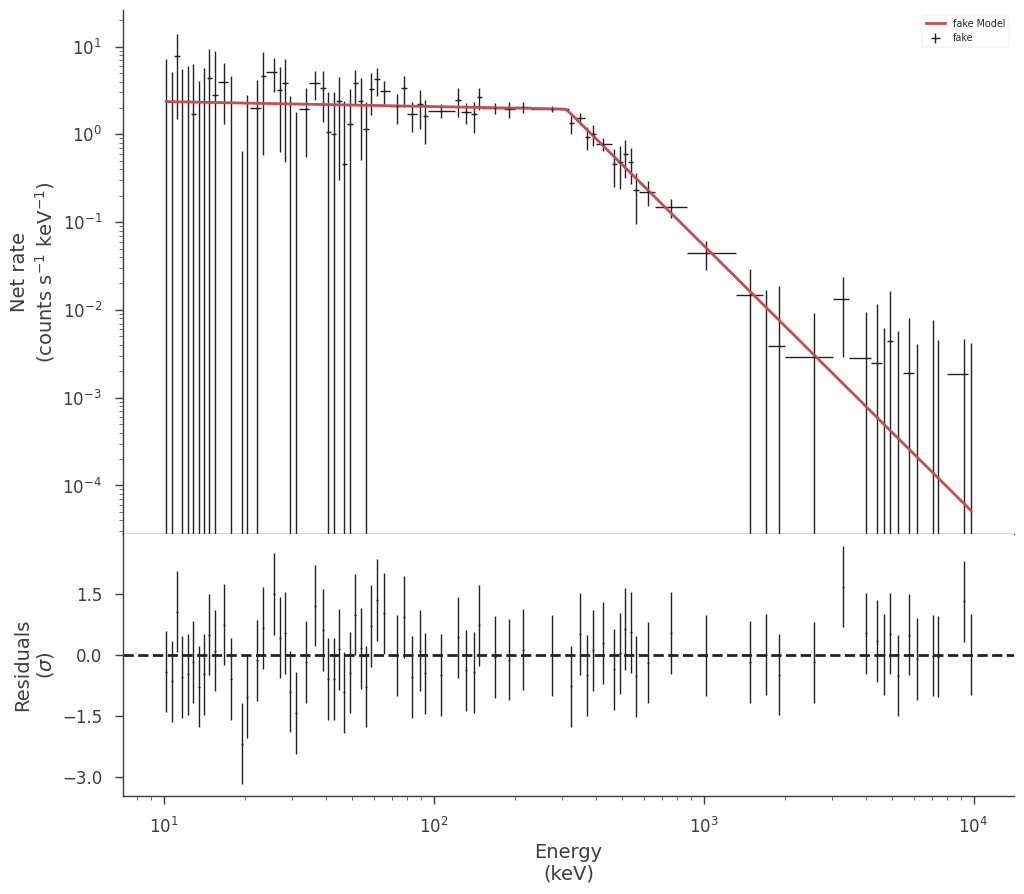 fake Model
fake
Net rate
(counts s⁻¹ keV⁻¹)
10¹
10⁰
10⁻¹
10⁻²
10⁻³
10⁻⁴
Residuals
(σ)
1.5
0.0
−1.5
−3.0
10¹ 10² 10³ 10⁴
Energy
(keV)